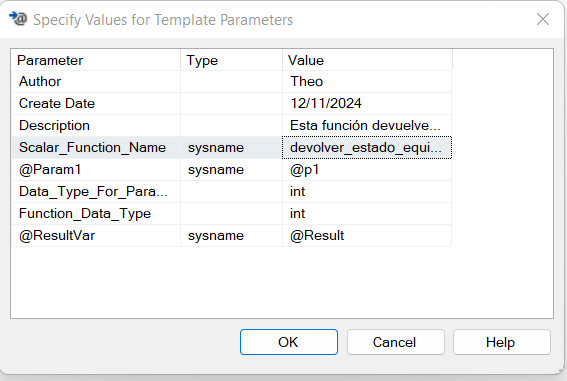 Specify Values for Template Parameters
Parameter Type Value
Author Theo
Create Date 12/11/2024
Description Esta función devuelve...
Scalar_Function_Name sysname devolver_estado_equi...
@Param1 sysname @p1
Data_Type_For_Para... int
Function_Data_Type int
@ResultVar sysname @Result
OK Cancel Help